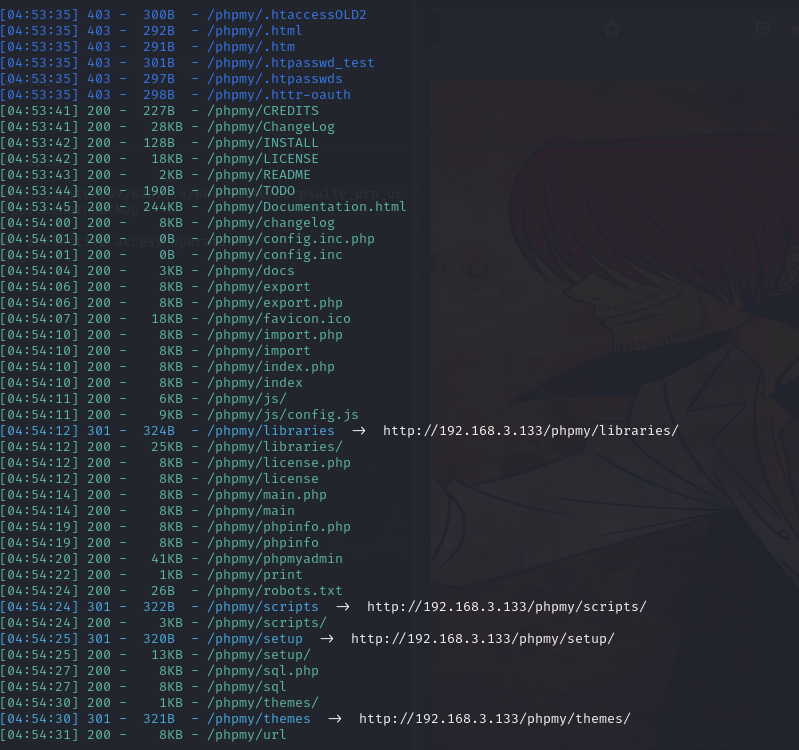 [04:53:35] 403 -  300B  - /phpmy/.htaccessOLD2
[04:53:35] 403 -  292B  - /phpmy/.html
[04:53:35] 403 -  291B  - /phpmy/.htm
[04:53:35] 403 -  301B  - /phpmy/.htpasswd_test
[04:53:35] 403 -  297B  - /phpmy/.htpasswds
[04:53:35] 403 -  298B  - /phpmy/.httr-oauth
[04:53:41] 200 -  227B  - /phpmy/CREDITS
[04:53:41] 200 -   28KB - /phpmy/ChangeLog
[04:53:42] 200 -  128B  - /phpmy/INSTALL
[04:53:42] 200 -   18KB - /phpmy/LICENSE
[04:53:43] 200 -    2KB - /phpmy/README
[04:53:44] 200 -  190B  - /phpmy/TODO
[04:53:45] 200 -  244KB - /phpmy/Documentation.html
[04:54:00] 200 -    8KB - /phpmy/changelog
[04:54:01] 200 -    0B  - /phpmy/config.inc.php
[04:54:01] 200 -    0B  - /phpmy/config.inc
[04:54:04] 200 -    3KB - /phpmy/docs
[04:54:06] 200 -    8KB - /phpmy/export
[04:54:06] 200 -    8KB - /phpmy/export.php
[04:54:07] 200 -   18KB - /phpmy/favicon.ico
[04:54:10] 200 -    8KB - /phpmy/import.php
[04:54:10] 200 -    8KB - /phpmy/import
[04:54:10] 200 -    8KB - /phpmy/index.php
[04:54:10] 200 -    8KB - /phpmy/index
[04:54:11] 200 -    6KB - /phpmy/js/
[04:54:11] 200 -    9KB - /phpmy/js/config.js
[04:54:12] 301 -  324B  - /phpmy/libraries  ->  http://192.168.3.133/phpmy/libraries/
[04:54:12] 200 -   25KB - /phpmy/libraries/
[04:54:12] 200 -    8KB - /phpmy/license.php
[04:54:12] 200 -    8KB - /phpmy/license
[04:54:14] 200 -    8KB - /phpmy/main.php
[04:54:14] 200 -    8KB - /phpmy/main
[04:54:19] 200 -    8KB - /phpmy/phpinfo.php
[04:54:19] 200 -    8KB - /phpmy/phpinfo
[04:54:20] 200 -   41KB - /phpmy/phpmyadmin
[04:54:22] 200 -    1KB - /phpmy/print
[04:54:24] 200 -   26B  - /phpmy/robots.txt
[04:54:24] 301 -  322B  - /phpmy/scripts  ->  http://192.168.3.133/phpmy/scripts/
[04:54:24] 200 -    3KB - /phpmy/scripts/
[04:54:25] 301 -  320B  - /phpmy/setup  ->  http://192.168.3.133/phpmy/setup/
[04:54:25] 200 -   13KB - /phpmy/setup/
[04:54:27] 200 -    8KB - /phpmy/sql.php
[04:54:27] 200 -    8KB - /phpmy/sql
[04:54:30] 200 -    1KB - /phpmy/themes/
[04:54:30] 301 -  321B  - /phpmy/themes  ->  http://192.168.3.133/phpmy/themes/
[04:54:31] 200 -    8KB - /phpmy/url